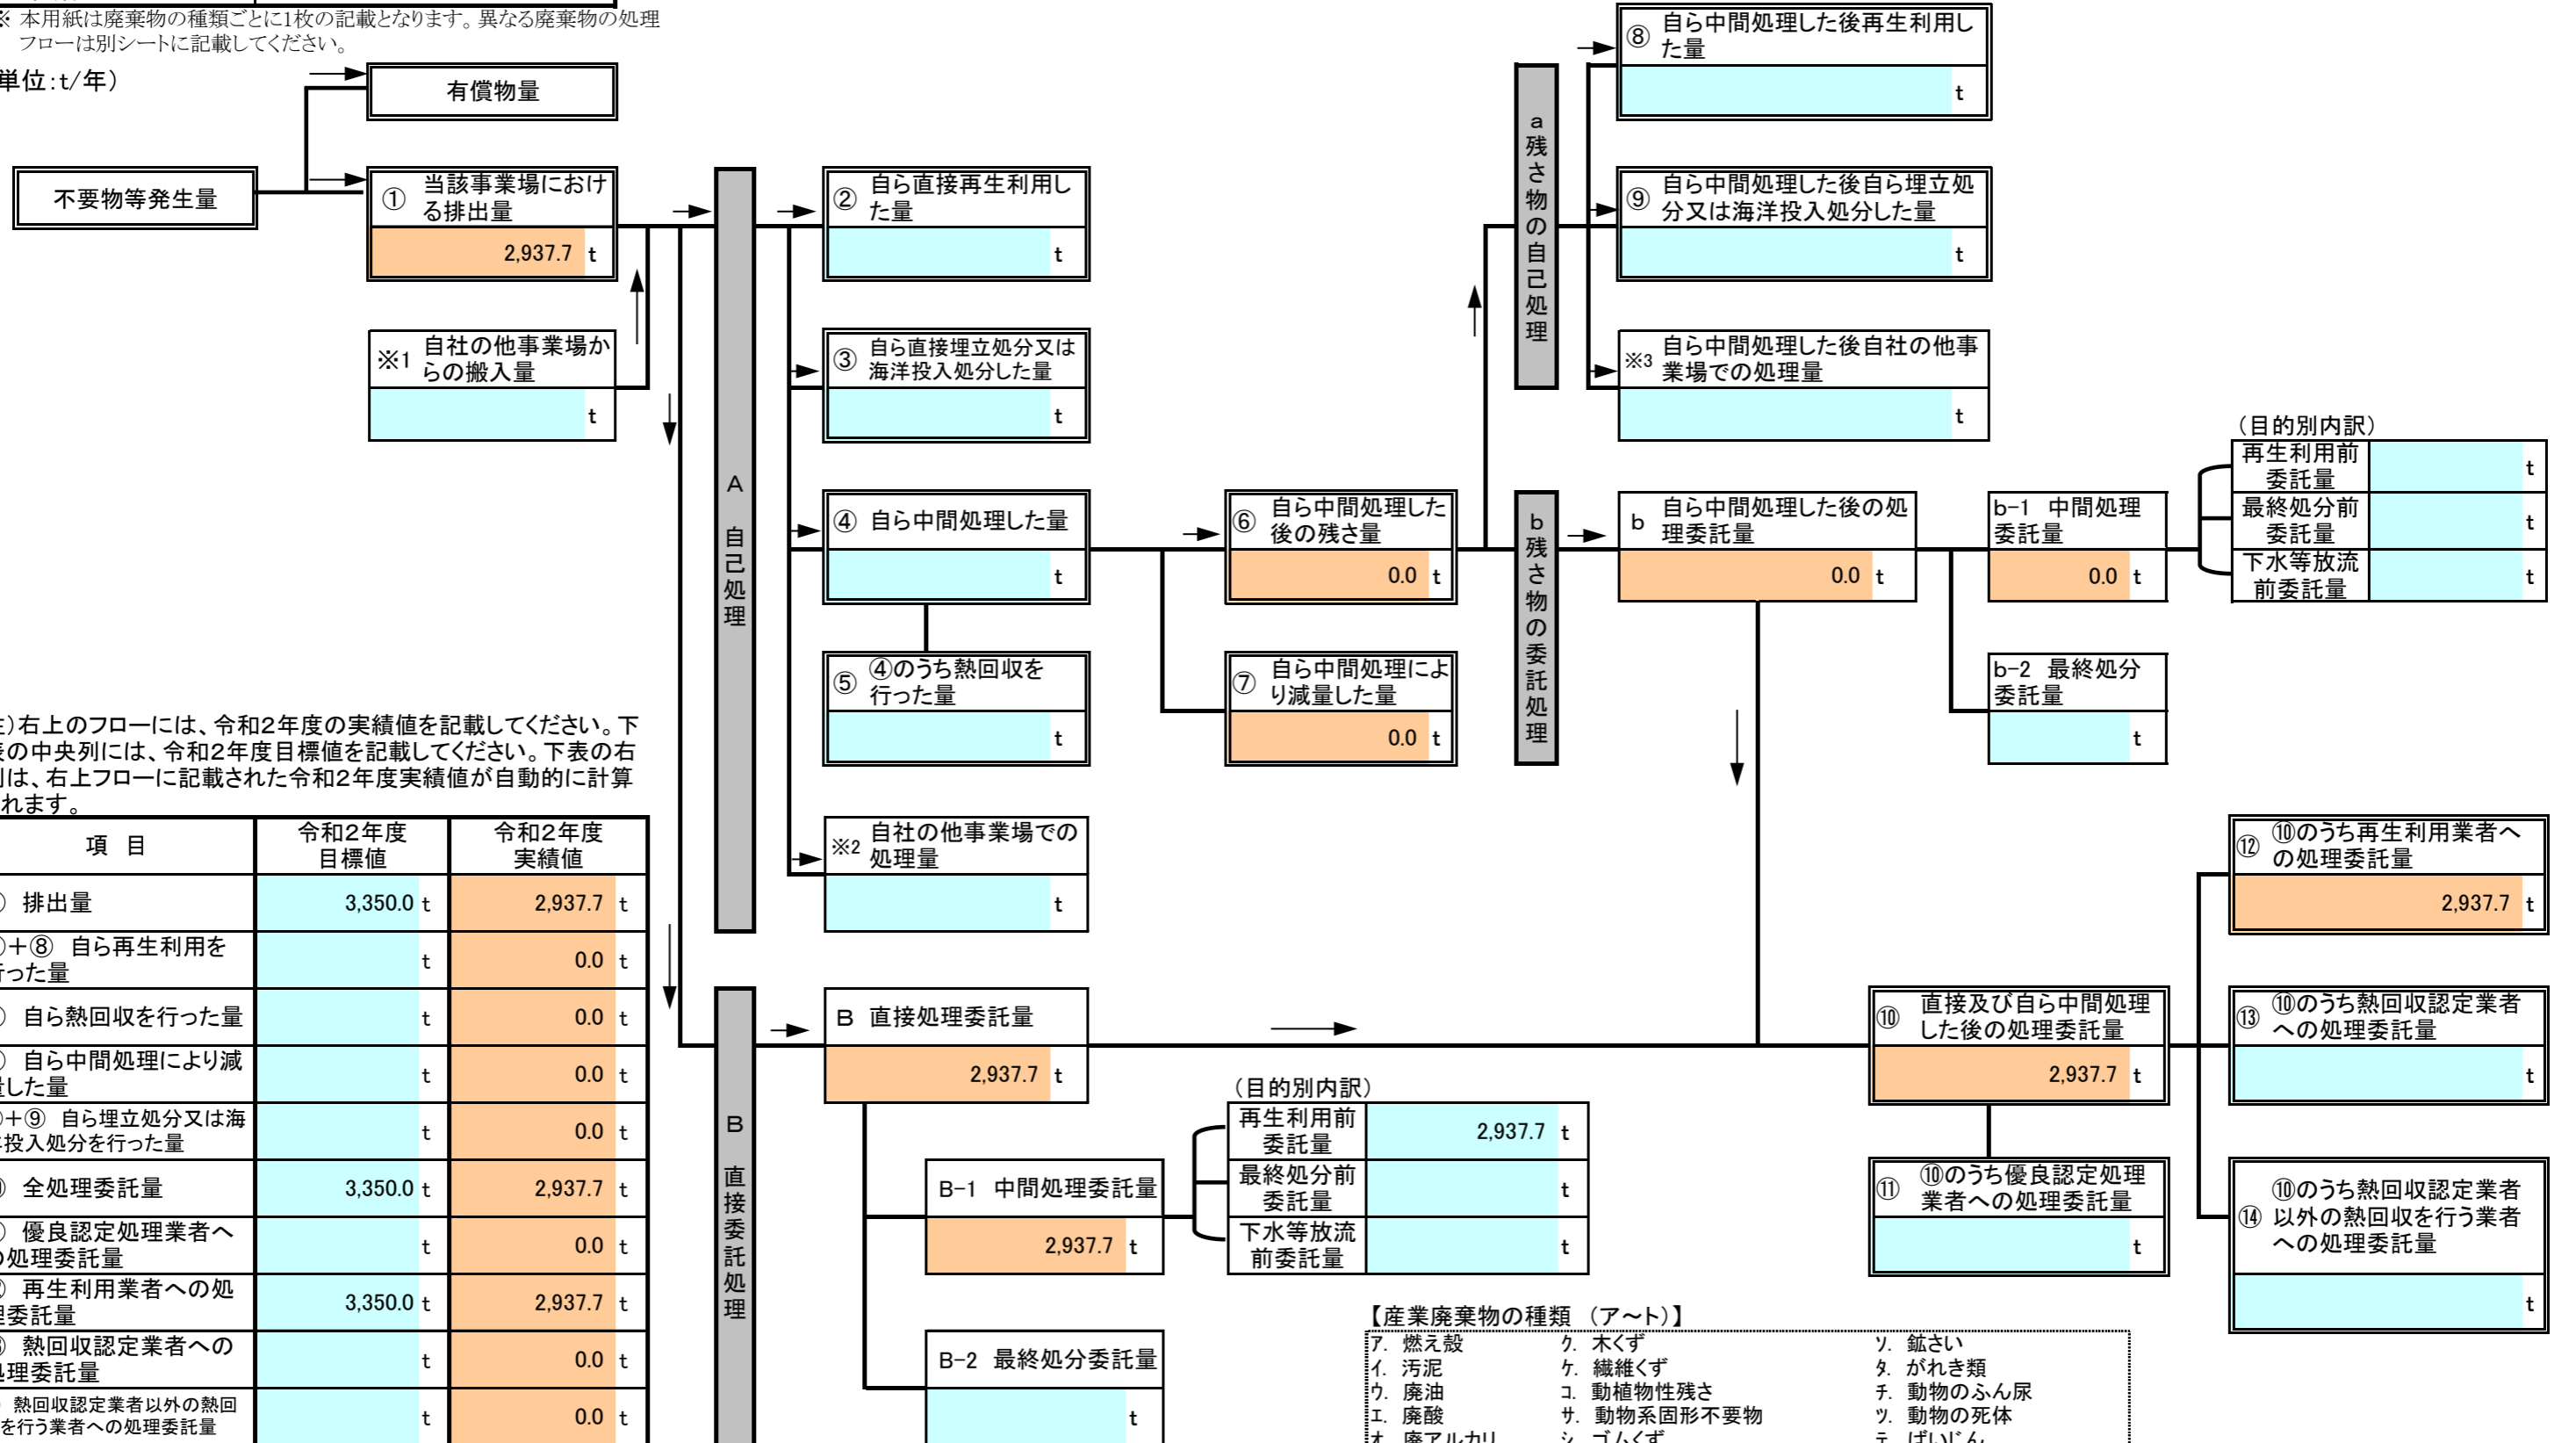 ※ 本用紙は廃棄物の種類ごとに1枚の記載となります。異なる廃棄物の処理
フローは別シートに記載してください。
単位:t/年)
有償物量
不要物等発生量
① 当該事業場におけ
る排出量
2,937.7 t
※1 自社の他事業場か
らの搬入量
t
A 自己処理
② 自ら直接再生利用し
た量
t
③ 自ら直接埋立処分又は
海洋投入処分した量
t
④ 自ら中間処理した量
t
⑤ ④のうち熱回収を
行った量
t
※2 自社の他事業場での
処理量
t
⑥ 自ら中間処理した
後の残さ量
0.0 t
⑦ 自ら中間処理によ
り減量した量
0.0 t
a残さ物の自己処理
⑧ 自ら中間処理した後再生利用し
た量
t
⑨ 自ら中間処理した後自ら埋立処
分又は海洋投入処分した量
t
※3 自ら中間処理した後自社の他事
業場での処理量
t
b残さ物の委託処理
b 自ら中間処理した後の処
理委託量
0.0 t
b-1 中間処理
委託量
0.0 t
b-2 最終処分
委託量
t
(目的別内訳)
再生利用前
委託量 t
最終処分前
委託量 t
下水等放流
前委託量 t
)右上のフローには、令和2年度の実績値を記載してください。下
の中央列には、令和2年度目標値を記載してください。下表の右
は、右上フローに記載された令和2年度実績値が自動的に計算
れます。
項 目 令和2年度
目標値 令和2年度
実績値
排出量 3,350.0 t 2,937.7 t
+⑧ 自ら再生利用を
った量 t 0.0 t
自ら熱回収を行った量 t 0.0 t
自ら中間処理により減
した量 t 0.0 t
+⑨ 自ら埋立処分又は海
投入処分を行った量 t 0.0 t
全処理委託量 3,350.0 t 2,937.7 t
優良認定処理業者へ
処理委託量 t 0.0 t
再生利用業者への処
委託量 3,350.0 t 2,937.7 t
熱回収認定業者への
理委託量 t 0.0 t
熱回収認定業者以外の熱回
を行う業者への処理委託量 t 0.0 t
B 直接委託処理
B 直接処理委託量
2,937.7 t
B-1 中間処理委託量
2,937.7 t
B-2 最終処分委託量
t
(目的別内訳)
再生利用前
委託量 2,937.7 t
最終処分前
委託量 t
下水等放流
前委託量 t
⑩ 直接及び自ら中間処理
した後の処理委託量
2,937.7 t
⑪ ⑩のうち優良認定処理
業者への処理委託量
t
⑫ ⑩のうち再生利用業者へ
の処理委託量
2,937.7 t
⑬ ⑩のうち熱回収認定業者
への処理委託量
t
⑭ ⑩のうち熱回収認定業者
以外の熱回収を行う業者
への処理委託量
t
【産業廃棄物の種類 (ア~ト)】
ア. 燃え殻 ク. 木くず ソ. 鉱さい
イ. 汚泥 ケ. 繊維くず タ. がれき類
ウ. 廃油 コ. 動植物性残さ チ. 動物のふん尿
エ. 廃酸 サ. 動物系固形不要物 ツ. 動物の死体
オ. 廃アルカリ シ. ゴムくず テ. ばいじん